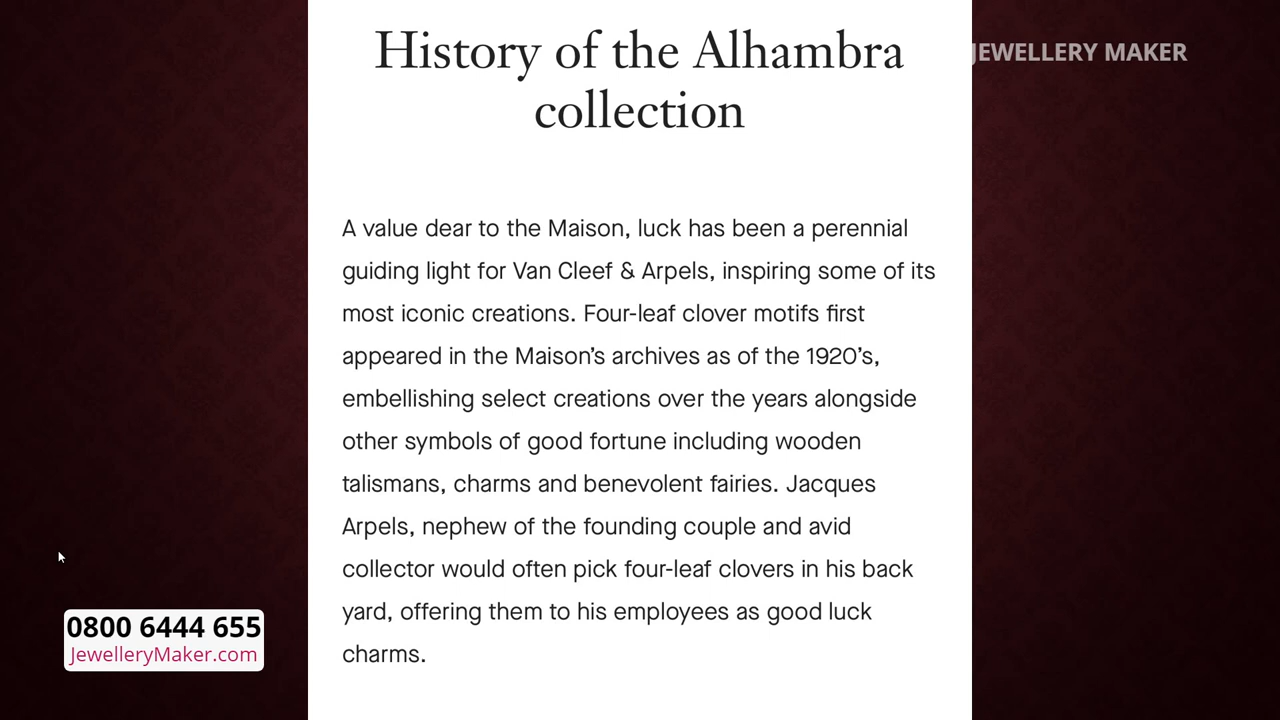 History of the Alhambra
collection
JEWELLERY MAKER
A value dear to the Maison, luck has been a perennial
guiding light for Van Cleef & Arpels, inspiring some of its
most iconic creations. Four-leaf clover motifs first
appeared in the Maison’s archives as of the 1920’s,
embellishing select creations over the years alongside
other symbols of good fortune including wooden
talismans, charms and benevolent fairies. Jacques
Arpels, nephew of the founding couple and avid
collector would often pick four-leaf clovers in his back
yard, offering them to his employees as good luck
charms.
0800 6444 655
JewelleryMaker.com